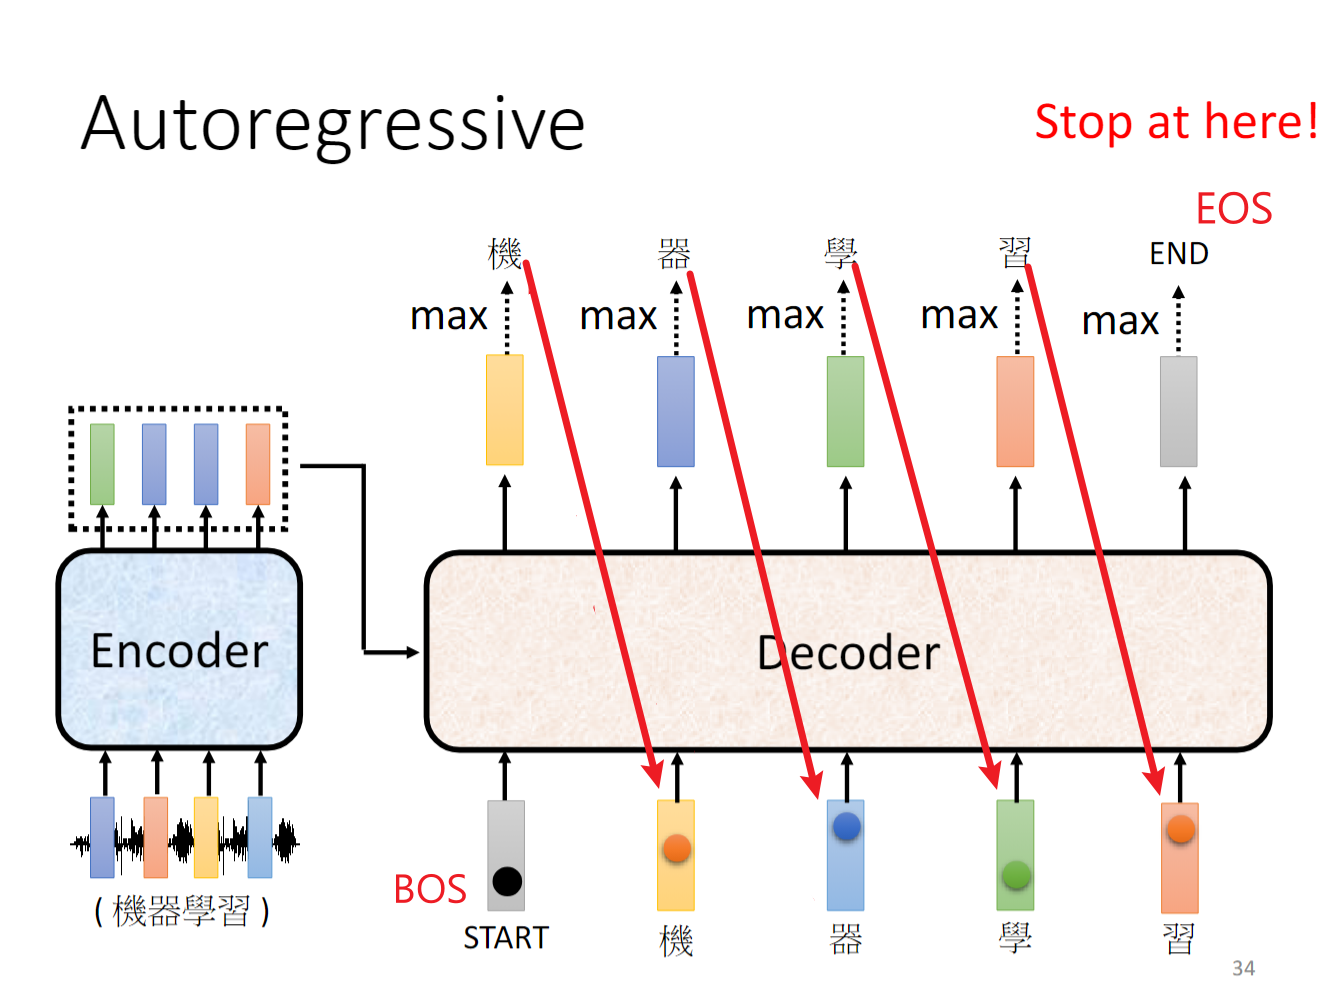 Autoregressive
Stop at here!
EOS
機 器 學 習 END
max max max max max
Encoder
Decoder
( 機器學習 )
BOS
START 機 器 學 習
34